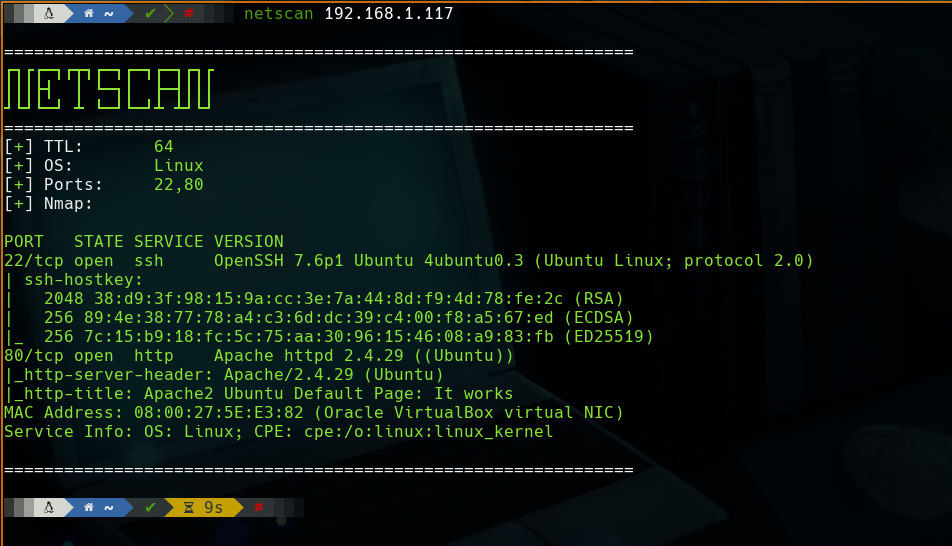 ~ ✔ # netscan 192.168.1.117
===============================================================
NETSCAN
===============================================================
[+] TTL: 64
[+] OS: Linux
[+] Ports: 22,80
[+] Nmap:
PORT   STATE SERVICE VERSION
22/tcp open  ssh     OpenSSH 7.6p1 Ubuntu 4ubuntu0.3 (Ubuntu Linux; protocol 2.0)
| ssh-hostkey:
|   2048 38:d9:3f:98:15:9a:cc:3e:7a:44:8d:f9:4d:78:fe:2c (RSA)
|   256 89:4e:38:77:78:a4:c3:6d:dc:39:c4:00:f8:a5:67:ed (ECDSA)
|_  256 7c:15:b9:18:fc:5c:75:aa:30:96:15:46:08:a9:83:fb (ED25519)
80/tcp open  http    Apache httpd 2.4.29 ((Ubuntu))
|_http-server-header: Apache/2.4.29 (Ubuntu)
|_http-title: Apache2 Ubuntu Default Page: It works
MAC Address: 08:00:27:5E:E3:82 (Oracle VirtualBox virtual NIC)
Service Info: OS: Linux; CPE: cpe:/o:linux:linux_kernel
===============================================================
~ ✔ 9s #